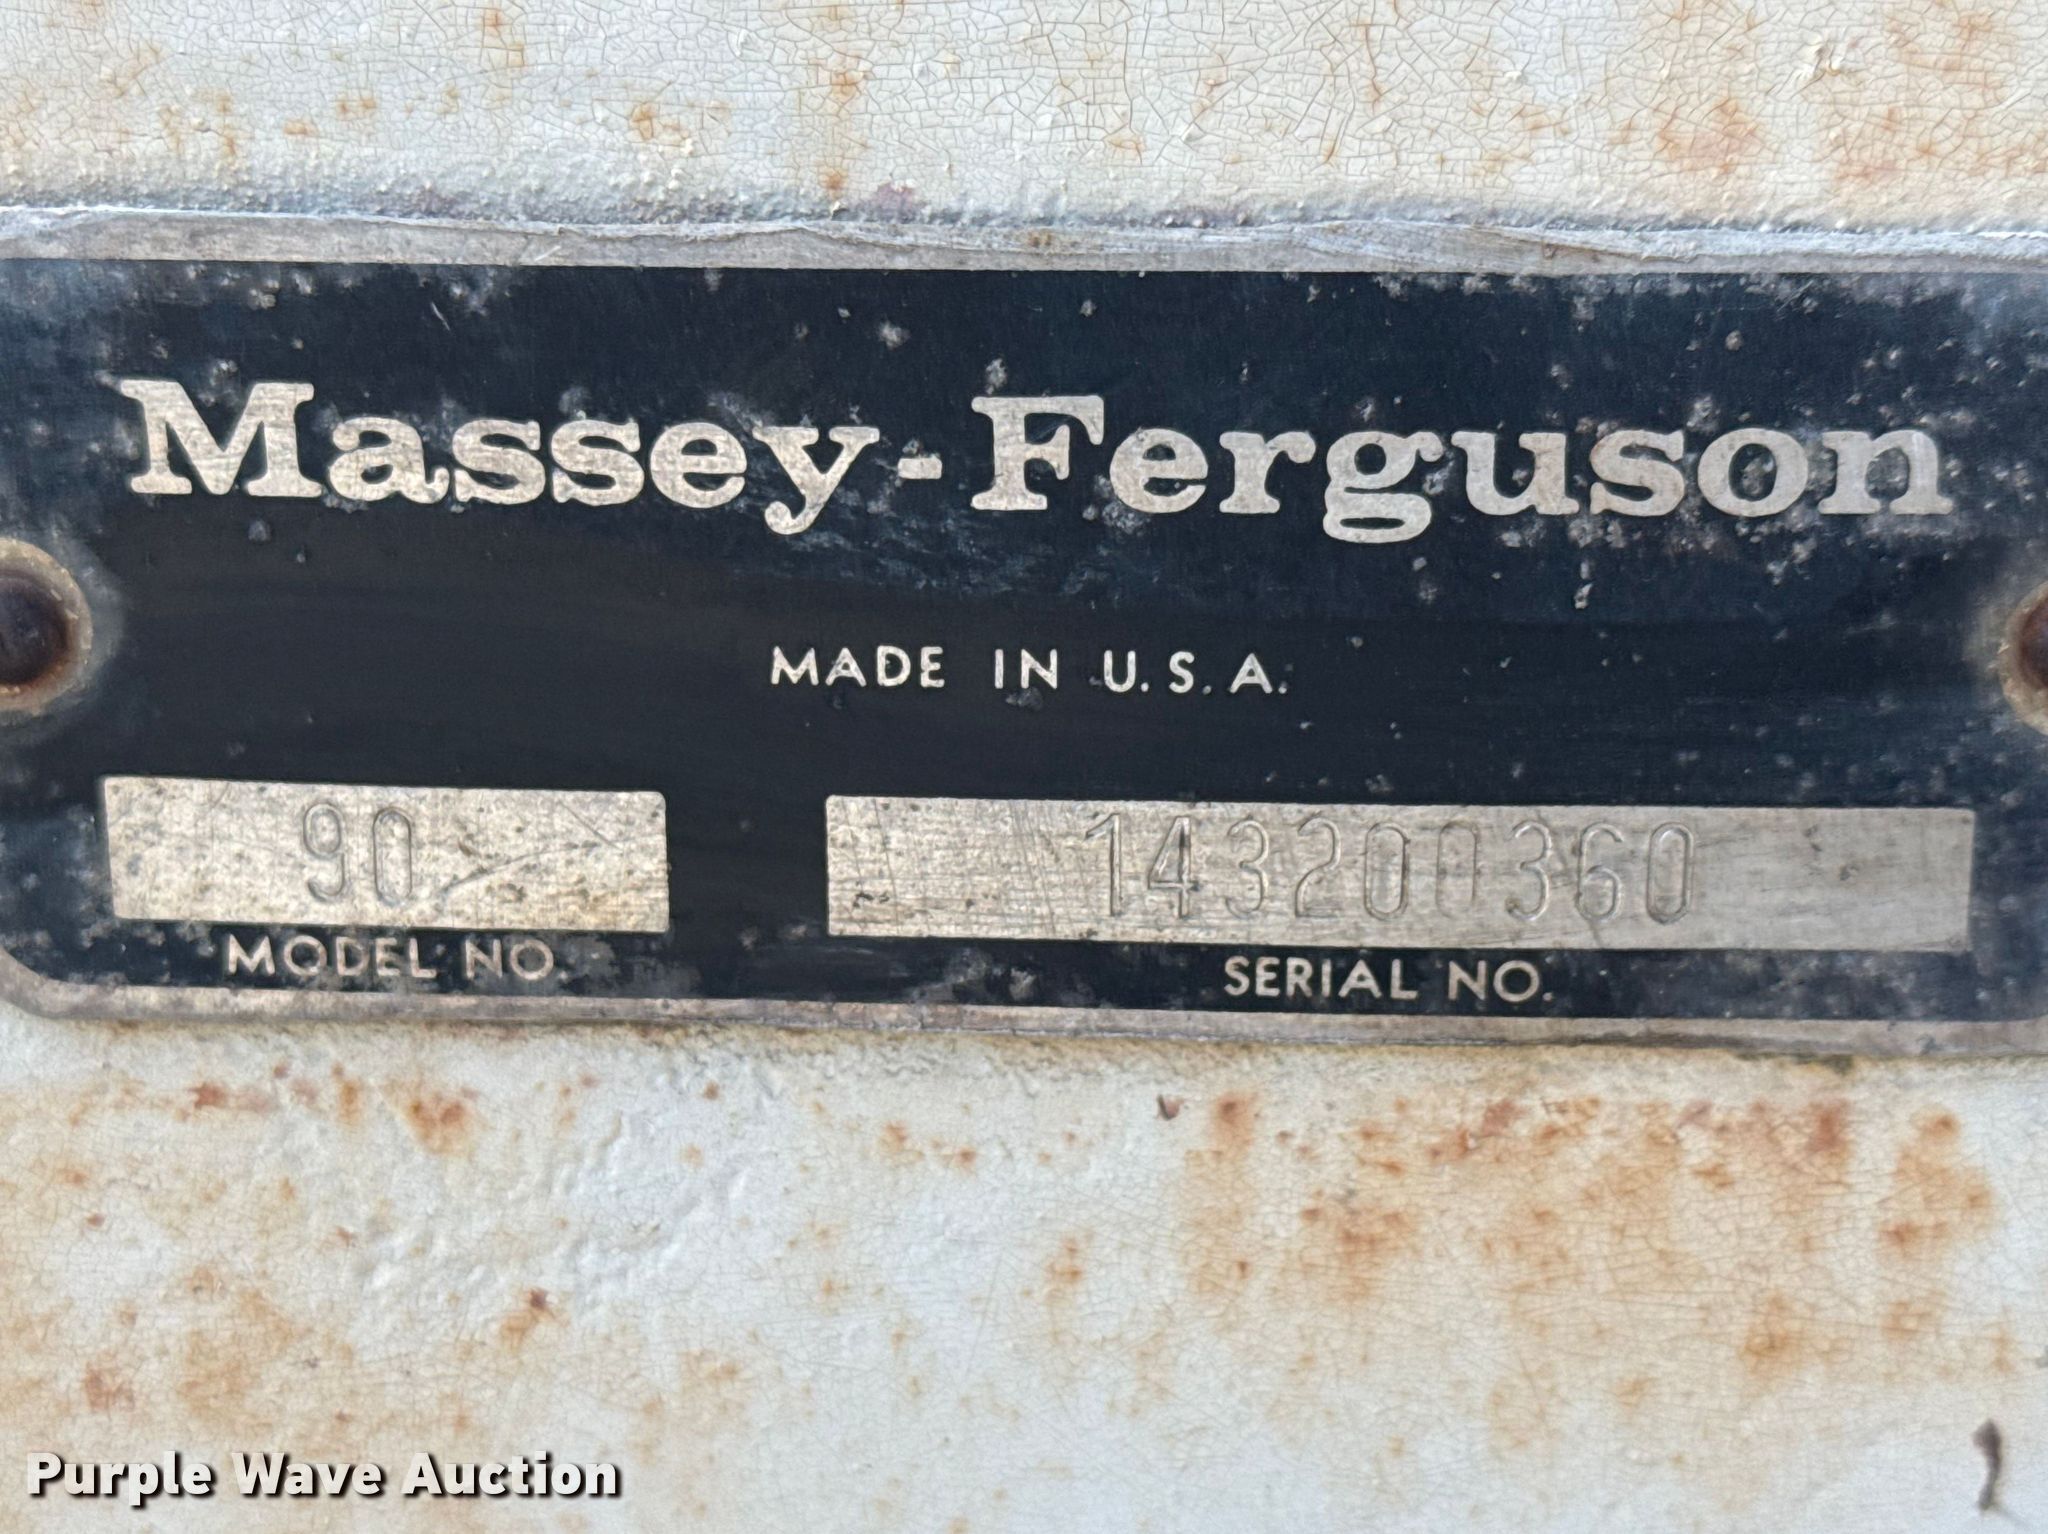 Massey-Ferguson
MADE IN U.S.A.
90
143200360
MODEL NO.
SERIAL NO.
Purple Wave Auction